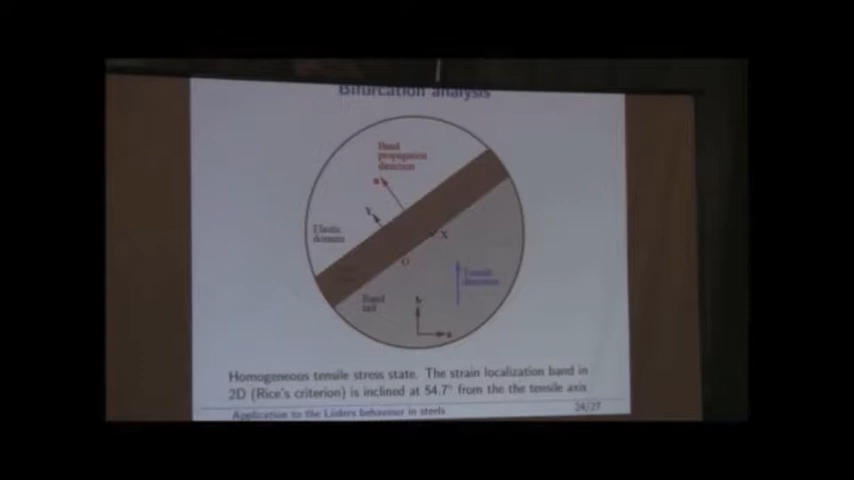 Bifurcation analysis
Band
propagation
direction
n
Y
Elastic
domain
X
O
Tensile
direction
Band
tail
Homogeneous tensile stress state. The strain localization band in
2D (Rice's criterion) is inclined at 54.7° from the the tensile axis
Application to the Lüders behaviour in steels
24/27